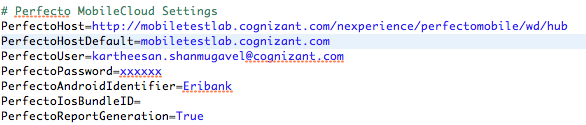 # Perfecto MobileCloud Settings
PerfectoHost=http://mobiletestlab.cognizant.com/nexperience/perfectomobile/wd/hub
PerfectoHostDefault=mobiletestlab.cognizant.com
PerfectoUser=kartheesan.shanmugavel@cognizant.com
PerfectoPassword=xxxxxx
PerfectoAndroidIdentifier=Eribank
PerfectoIosBundleID=
PerfectoReportGeneration=True